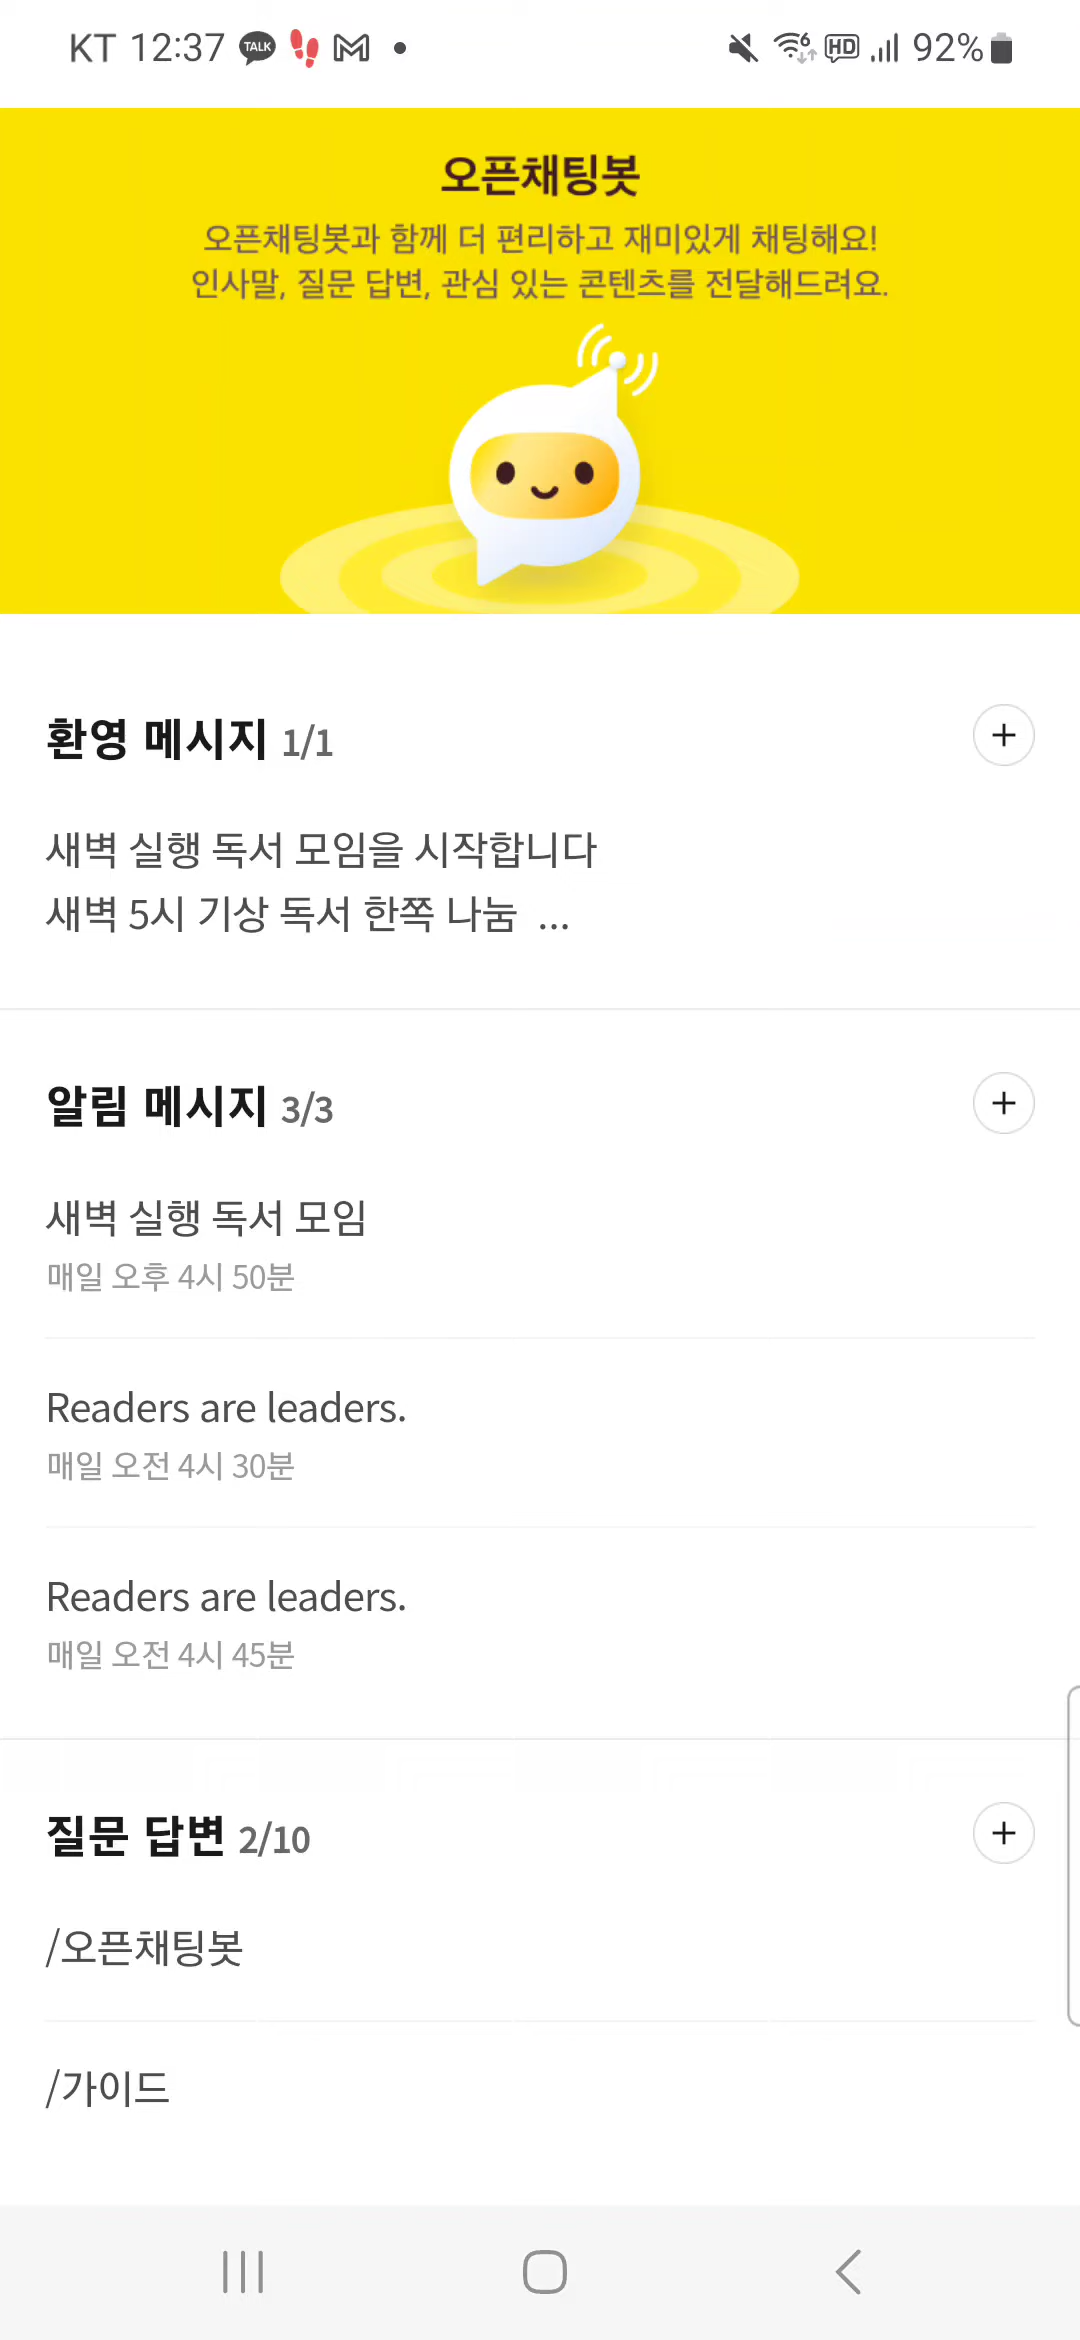 KT 12:37 TALK 6 HD 92%
오픈채팅봇
오픈채팅봇과 함께 더 편리하고 재미있게 채팅해요!
인사말, 질문 답변, 관심 있는 콘텐츠를 전달해드려요.
환영 메시지 1/1
새벽 실행 독서 모임을 시작합니다
새벽 5시 기상 독서 한쪽 나눔 ...
알림 메시지 3/3
새벽 실행 독서 모임
매일 오후 4시 50분
Readers are leaders.
매일 오전 4시 30분
Readers are leaders.
매일 오전 4시 45분
질문 답변 2/10
/오픈채팅봇
/가이드